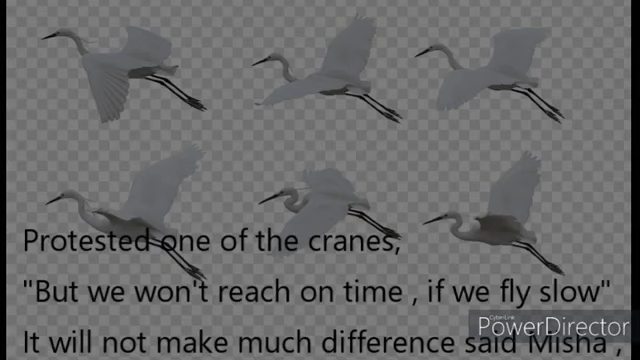 Protested one of the cranes,
"But we won't reach on time , if we fly slow"
CyberLink
PowerDirector
It will not make much difference said Misha ,